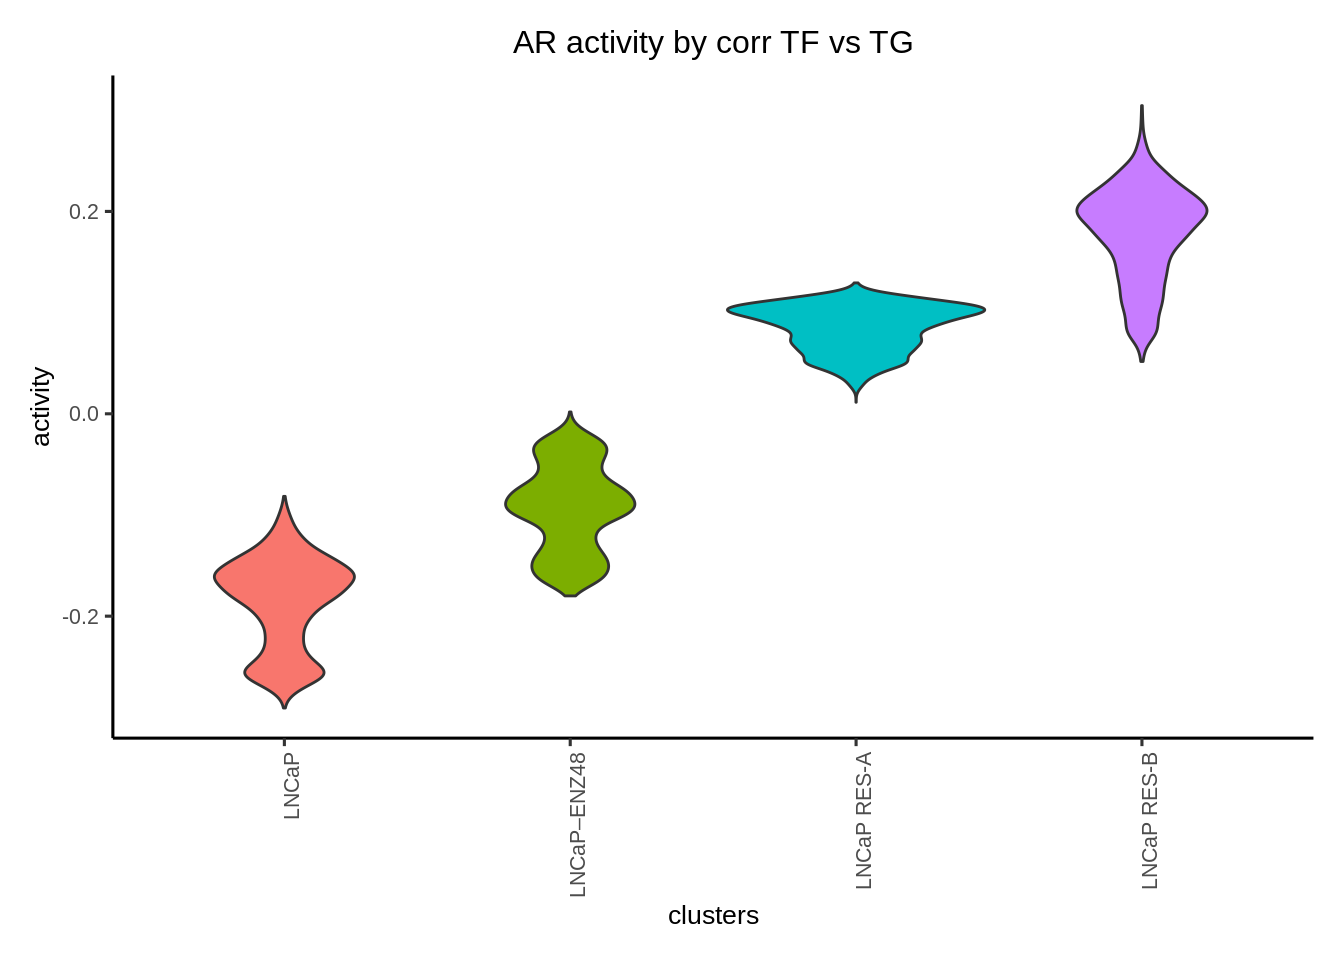 AR activity by corr TF vs TG
activity
0.2
0.0
-0.2
LNCaP
LNCaP–ENZ48
LNCaP RES-A
LNCaP RES-B
clusters